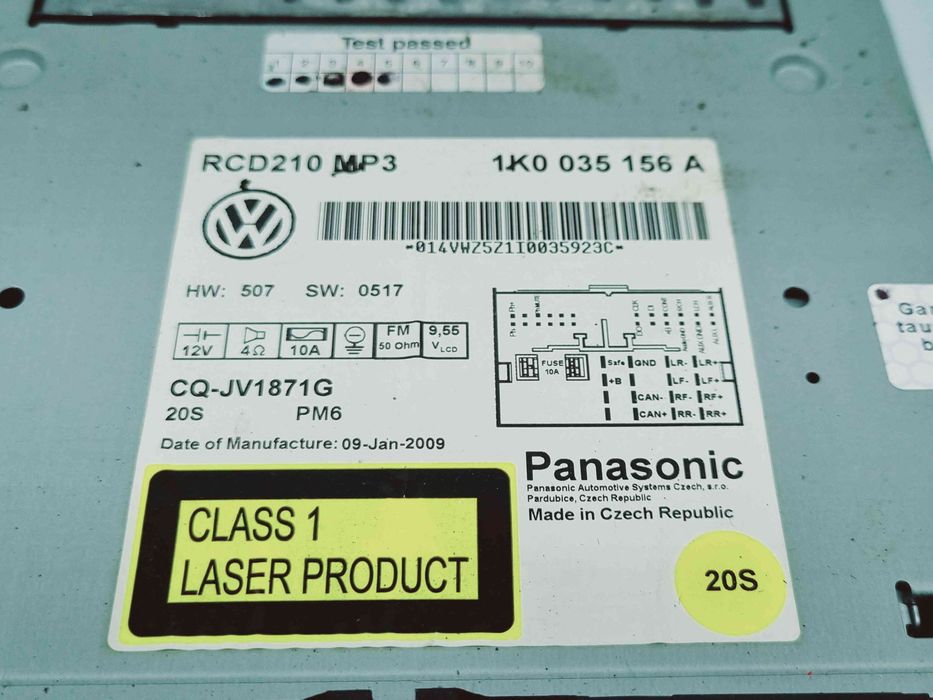 Test passed
1 2 3 4 5 6 7 8 9 10
RCD210 MP3 1K0 035 156 A
-014VWZ5Z1I0035923C-
HW: 507 SW: 0517
12V 4Ω 10A FM 50 Ohm 9,55 VLCD
FUSE 10A
Safe GND LR- LR+
+B LF- LF+
CAN- RF- RF+
CAN+ RR- RR+
CQ-JV1871G
20S PM6
Date of Manufacture: 09-Jan-2009
Panasonic
Panasonic Automotive Systems Czech, s.r.o.
Pardubice, Czech Republic
Made in Czech Republic
CLASS 1
LASER PRODUCT
20S
Gar
tau
b